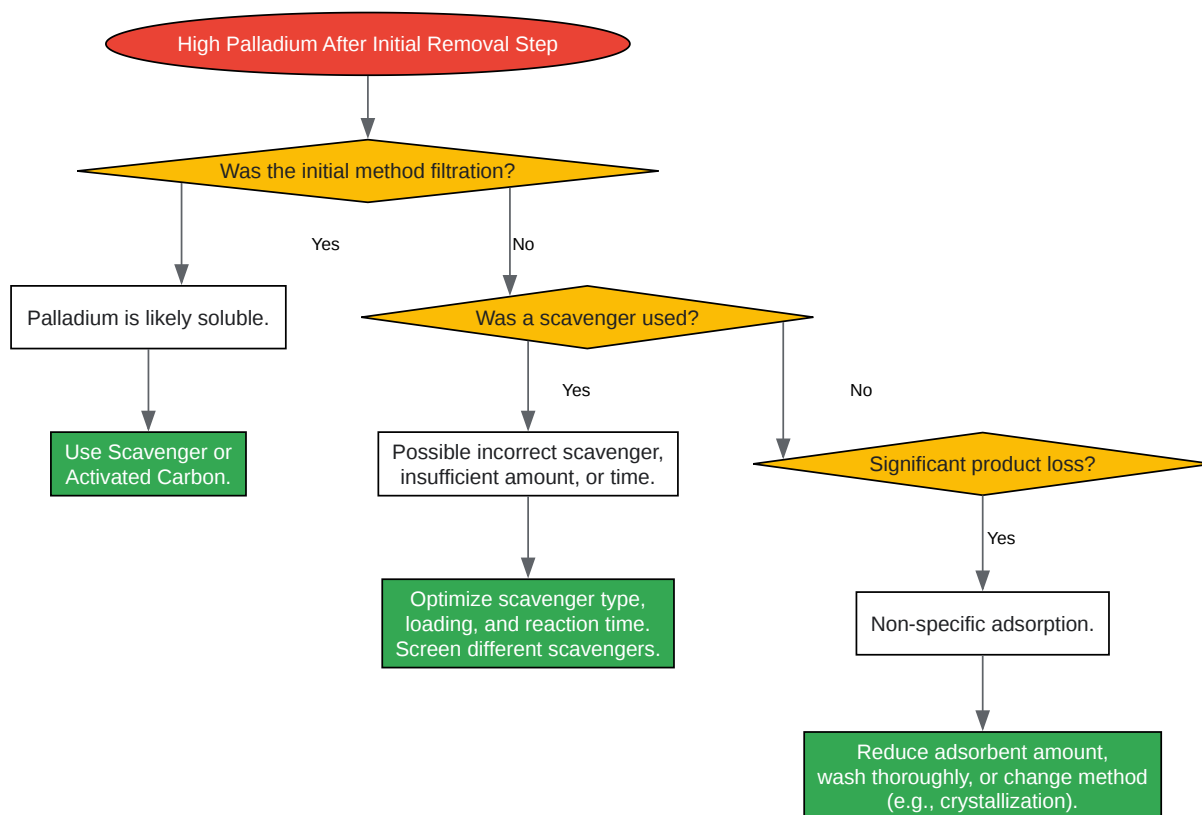 High Palladium After Initial Removal Step
Was the initial method filtration?
Yes
No
Palladium is likely soluble.
Was a scavenger used?
Yes
No
Use Scavenger or
Activated Carbon.
Possible incorrect scavenger,
insufficient amount, or time.
Significant product loss?
Yes
Optimize scavenger type,
loading, and reaction time.
Screen different scavengers.
Non-specific adsorption.
Reduce adsorbent amount,
wash thoroughly, or change method
(e.g., crystallization).